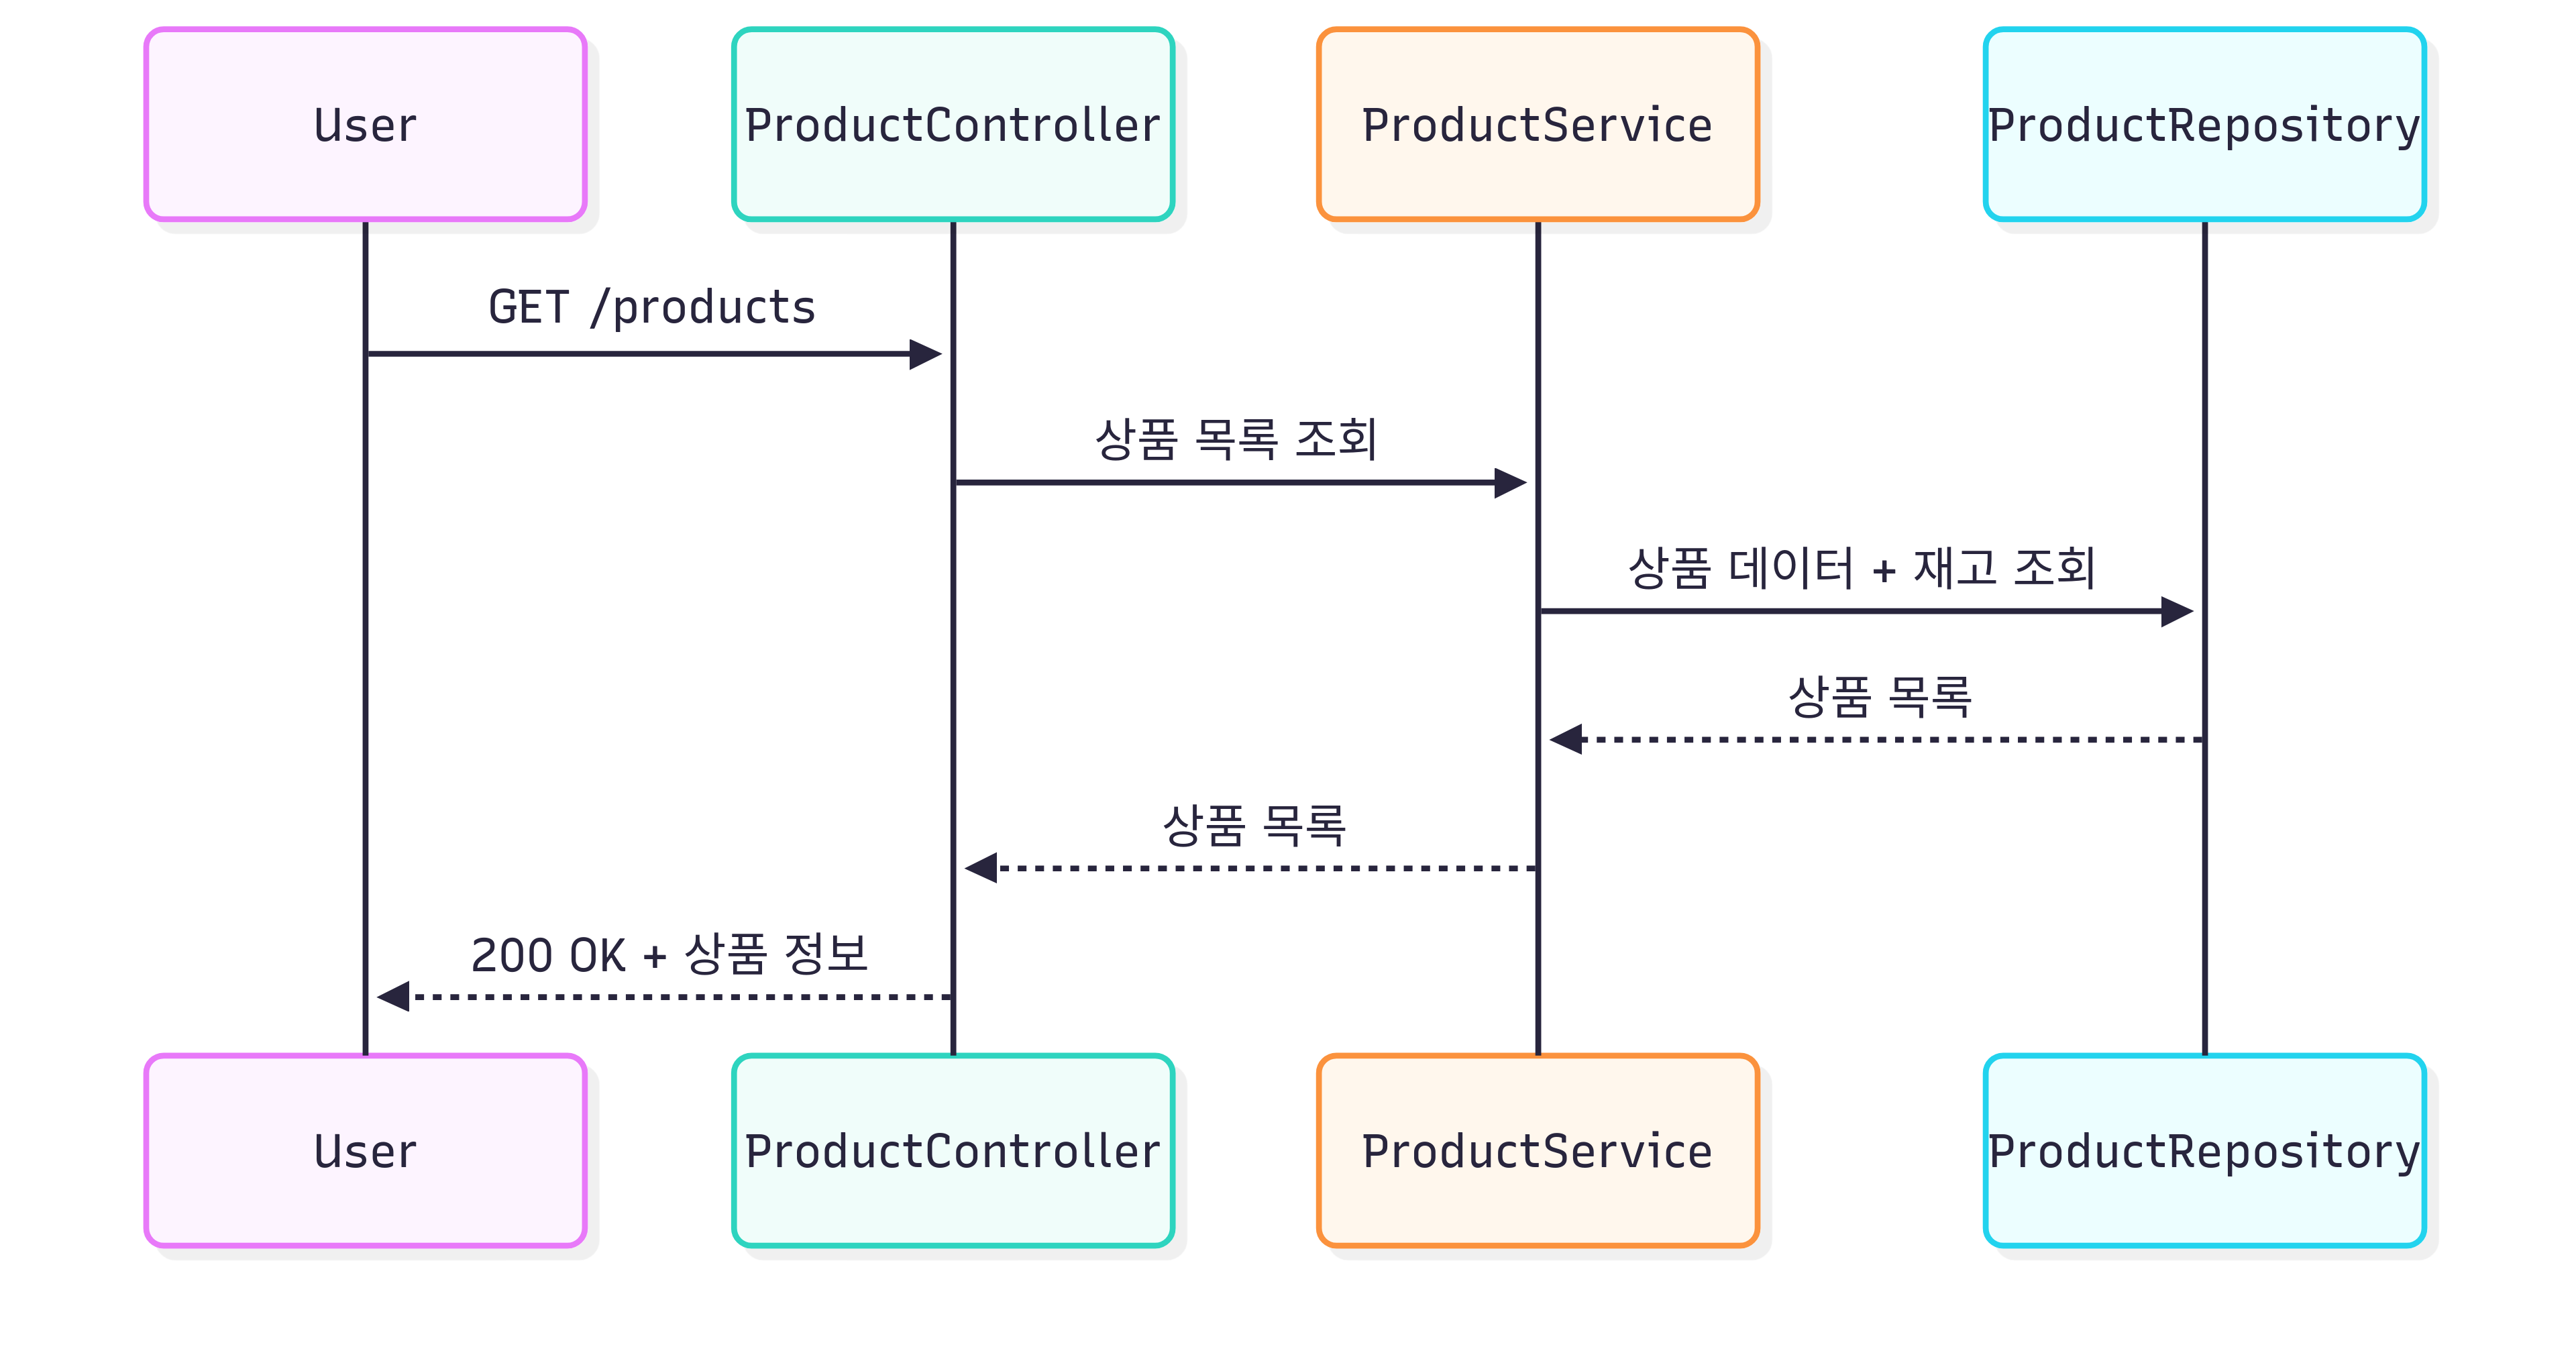 User
ProductController
ProductService
ProductRepository
GET /products
상품 목록 조회
상품 데이터 + 재고 조회
상품 목록
상품 목록
200 OK + 상품 정보
User
ProductController
ProductService
ProductRepository